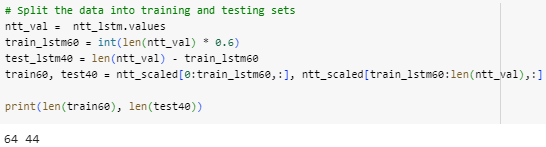 # Split the data into training and testing sets
ntt_val =  ntt_lstm.values
train_lstm60 = int(len(ntt_val) * 0.6)
test_lstm40 = len(ntt_val) - train_lstm60
train60, test40 = ntt_scaled[0:train_lstm60,:], ntt_scaled[train_lstm60:len(ntt_val),:]
print(len(train60), len(test40))
64 44